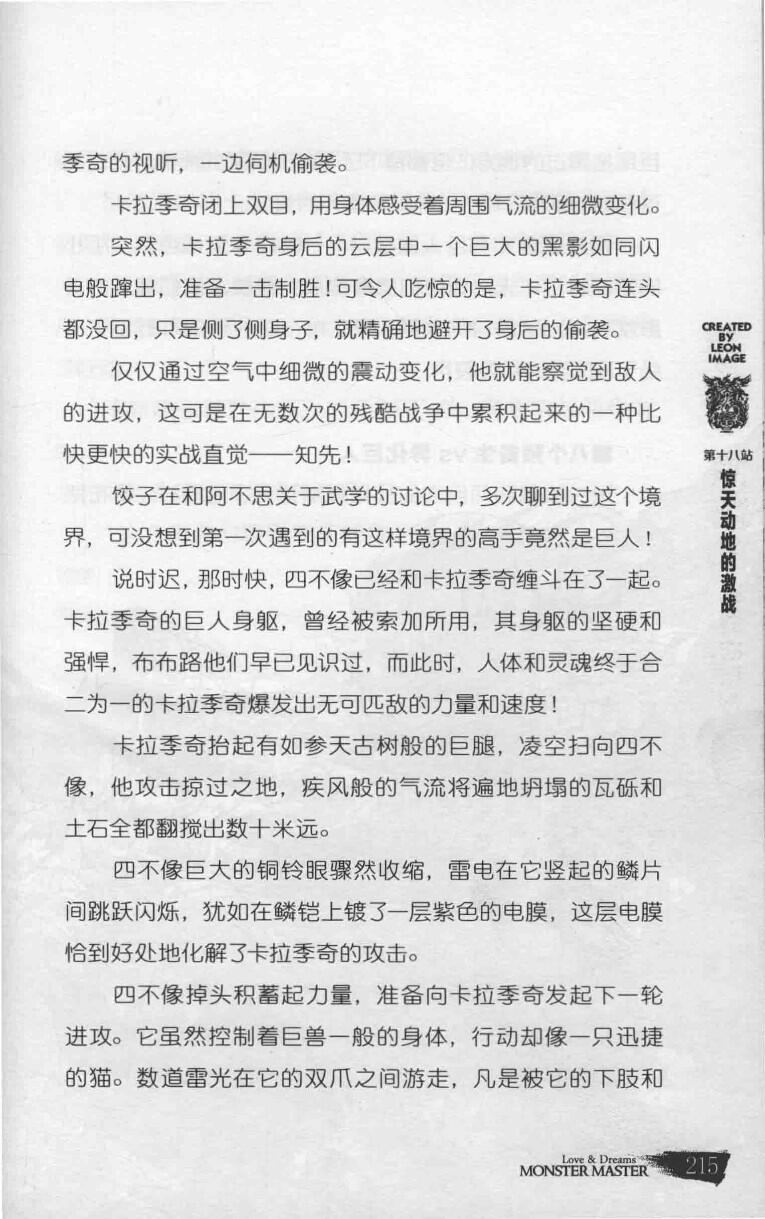 季奇的视听，一边伺机偷袭。
卡拉季奇闭上双目，用身体感受着周围气流的细微变化。
突然，卡拉季奇身后的云层中一个巨大的黑影如同闪
电般蹿出，准备一击制胜！可令人吃惊的是，卡拉季奇连头
都没回，只是侧了侧身子，就精确地避开了身后的偷袭。
仅仅通过空气中细微的震动变化，他就能察觉到敌人
的进攻，这可是在无数次的残酷战争中累积起来的一种比
快更快的实战直觉——知先！
饺子在和阿不思关于武学的讨论中，多次聊到过这个境
界，可没想到第一次遇到的有这样境界的高手竟然是巨人！
说时迟，那时快，四不像已经和卡拉季奇缠斗在了一起。
卡拉季奇的巨人身躯，曾经被索加所用，其身躯的坚硬和
强悍，布布路他们早已见识过，而此时，人体和灵魂终于合
二为一的卡拉季奇爆发出无可匹敌的力量和速度！
卡拉季奇抬起有如参天古树般的巨腿，凌空扫向四不
像，他攻击掠过之地，疾风般的气流将遍地坍塌的瓦砾和
土石全都翻搅出数十米远。
四不像巨大的铜铃眼骤然收缩，雷电在它竖起的鳞片
间跳跃闪烁，犹如在鳞铠上镀了一层紫色的电膜，这层电膜
恰到好处地化解了卡拉季奇的攻击。
四不像掉头积蓄起力量，准备向卡拉季奇发起下一轮
进攻。它虽然控制着巨兽一般的身体，行动却像一只迅捷
的猫。数道雷光在它的双爪之间游走，凡是被它的下肢和
CREATED
BY
LEON
IMAGE
第十八站
惊天动地的激战
Love & Dreams
MONSTER MASTER
215